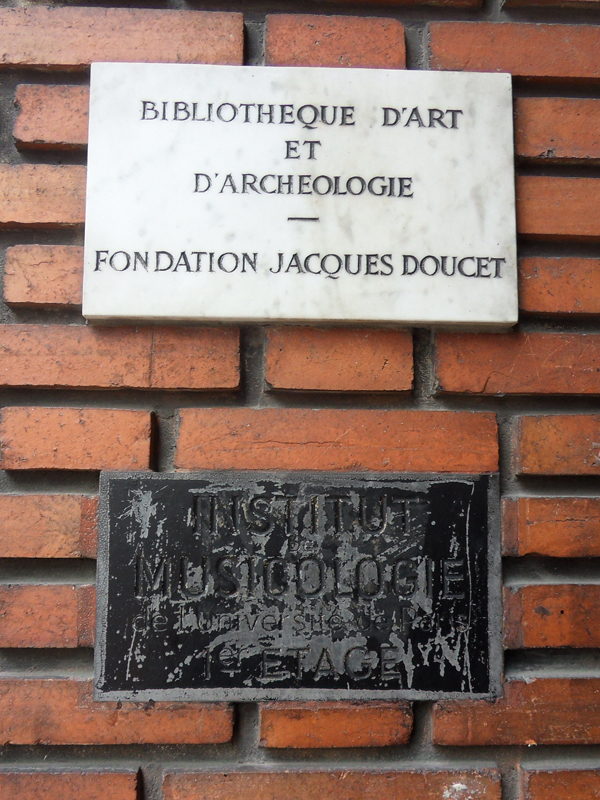 BIBLIOTHEQUE D'ART
ET
D'ARCHEOLOGIE
—
FONDATION JACQUES DOUCET
INSTITUT
MUSICOLOGIE
de L'université de Paris
1er ETAGE